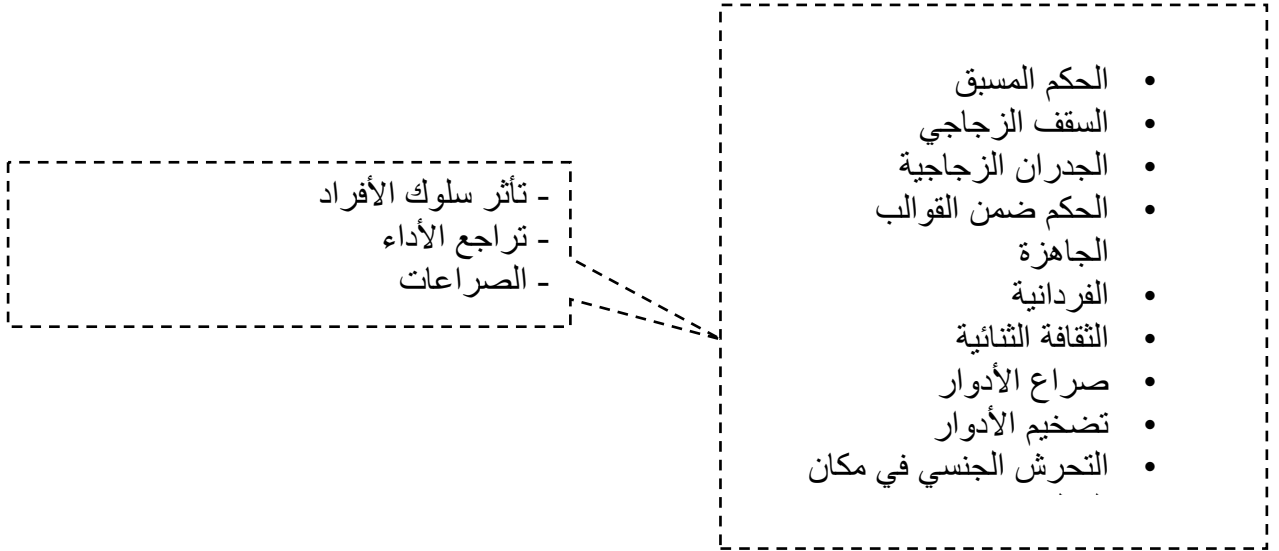 • الحكم المسبق
• السقف الزجاجي
• الجدران الزجاجية
• الحكم ضمن القوالب
الجاهزة
• الفردانية
• الثقافة الثنائية
• صراع الأدوار
• تضخيم الأدوار
• التحرش الجنسي في مكان
- تأثر سلوك الأفراد
- تراجع الأداء
- الصراعات